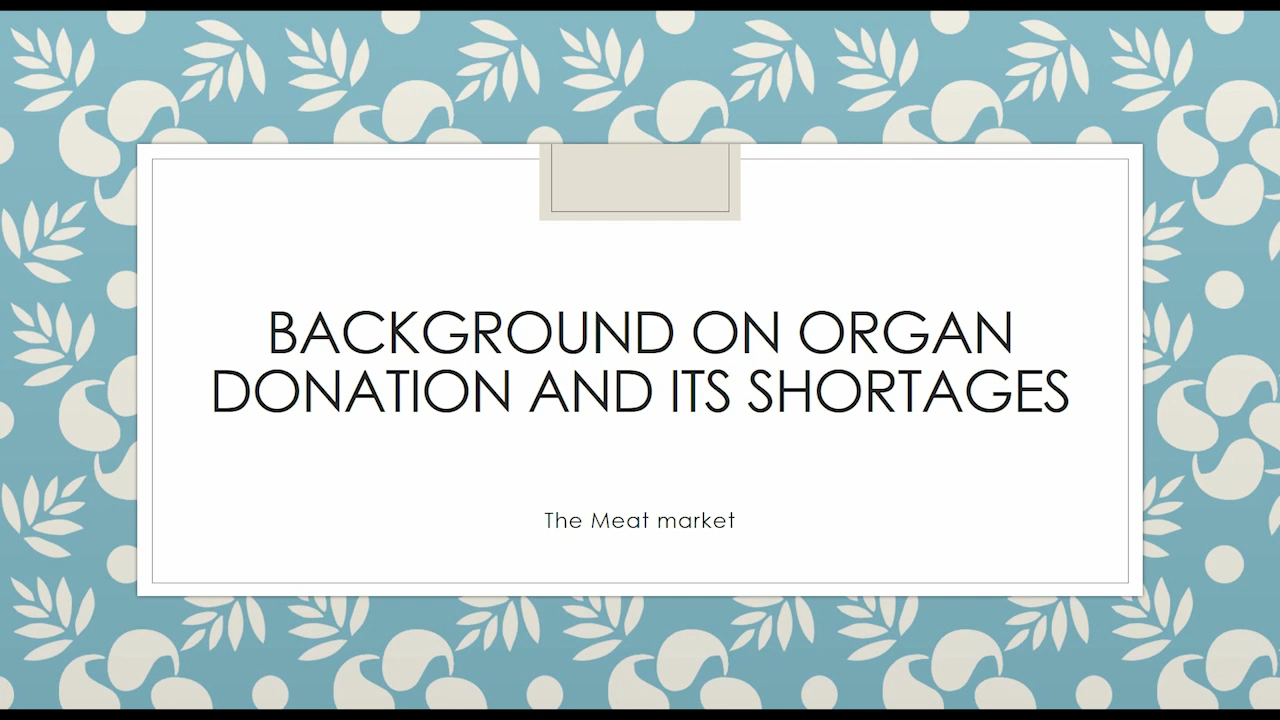 BACKGROUND ON ORGAN
DONATION AND ITS SHORTAGES
The Meat market